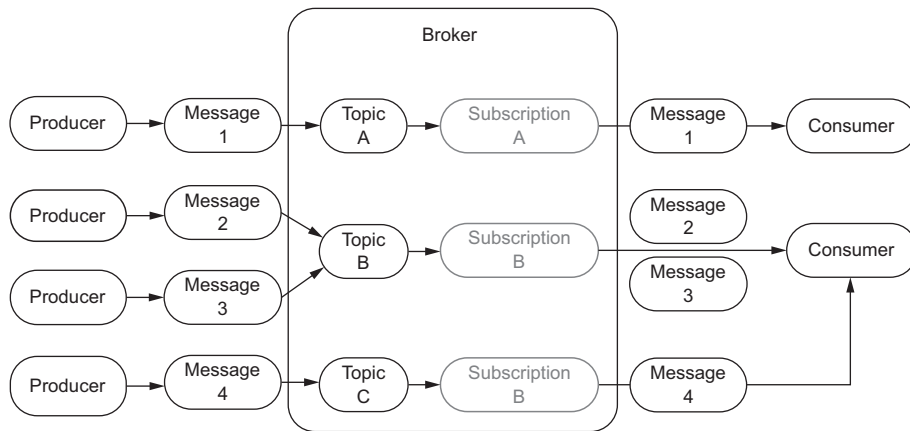 Broker
Producer
Message
1
Topic
A
Subscription
A
Message
1
Consumer
Producer
Message
2
Producer
Message
3
Topic
B
Subscription
B
Message
2
Message
3
Consumer
Producer
Message
4
Topic
C
Subscription
B
Message
4